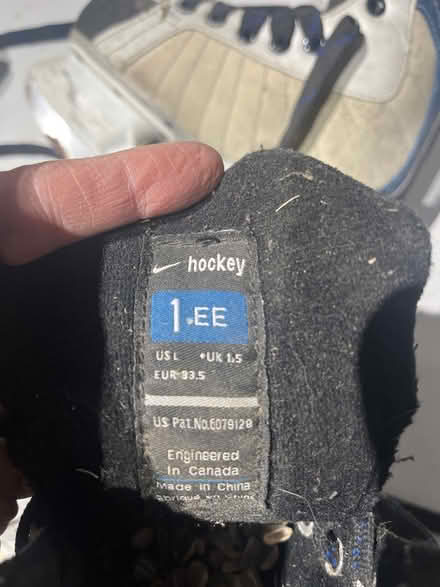 hockey
1.EE
US 1 UK 1.5
EUR 33.5
US Pat.No.6079128
Engineered
In Canada
Made in China